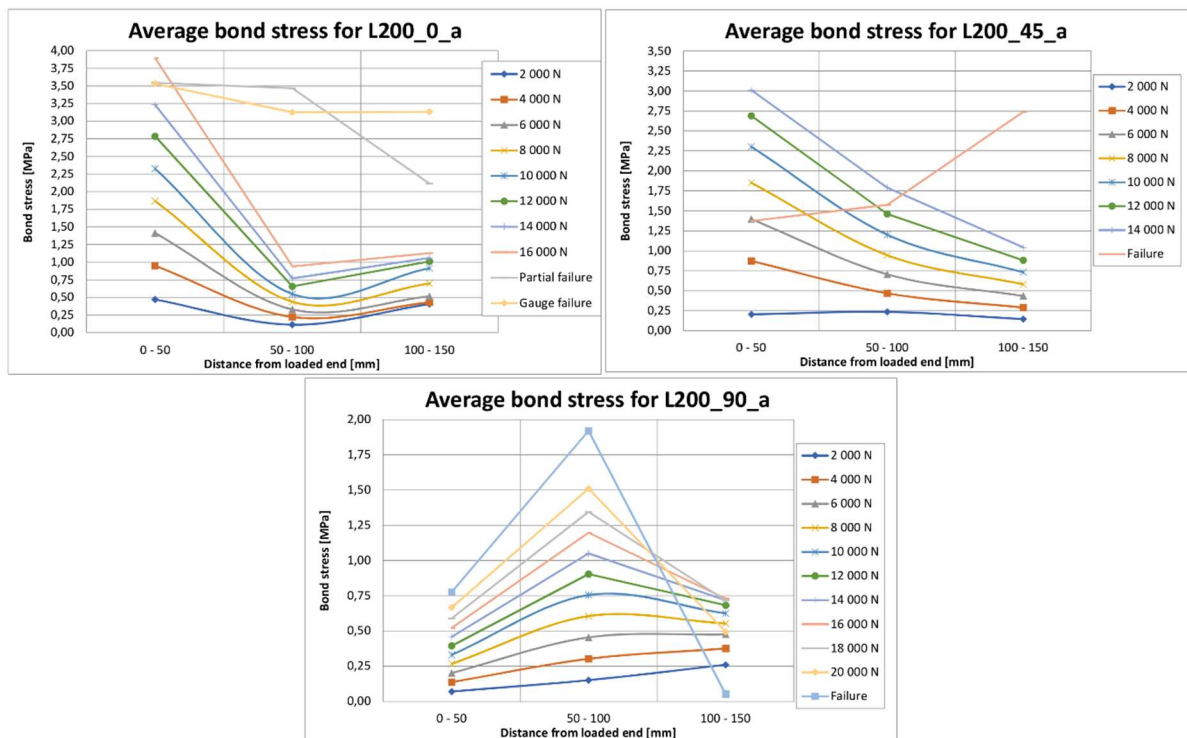 Average bond stress for L200_0_a
4,00
3,75
3,50
3,25
3,00
2,75
2,50
2,25
2,00
1,75
1,50
1,25
1,00
0,75
0,50
0,25
0,00
Bond stress [MPa]
0 - 50
50 - 100
100 - 150
Distance from loaded end [mm]
2 000 N
4 000 N
6 000 N
8 000 N
10 000 N
12 000 N
14 000 N
16 000 N
Partial failure
Gauge failure
Average bond stress for L200_45_a
3,50
3,25
3,00
2,75
2,50
2,25
2,00
1,75
1,50
1,25
1,00
0,75
0,50
0,25
0,00
Bond stress [MPa]
0 - 50
50 - 100
100 - 150
Distance from loaded end [mm]
2 000 N
4 000 N
6 000 N
8 000 N
10 000 N
12 000 N
14 000 N
Failure
Average bond stress for L200_90_a
2,00
1,75
1,50
1,25
1,00
0,75
0,50
0,25
0,00
Bond stress [MPa]
0 - 50
50 - 100
100 - 150
Distance from loaded end [mm]
2 000 N
4 000 N
6 000 N
8 000 N
10 000 N
12 000 N
14 000 N
16 000 N
18 000 N
20 000 N
Failure